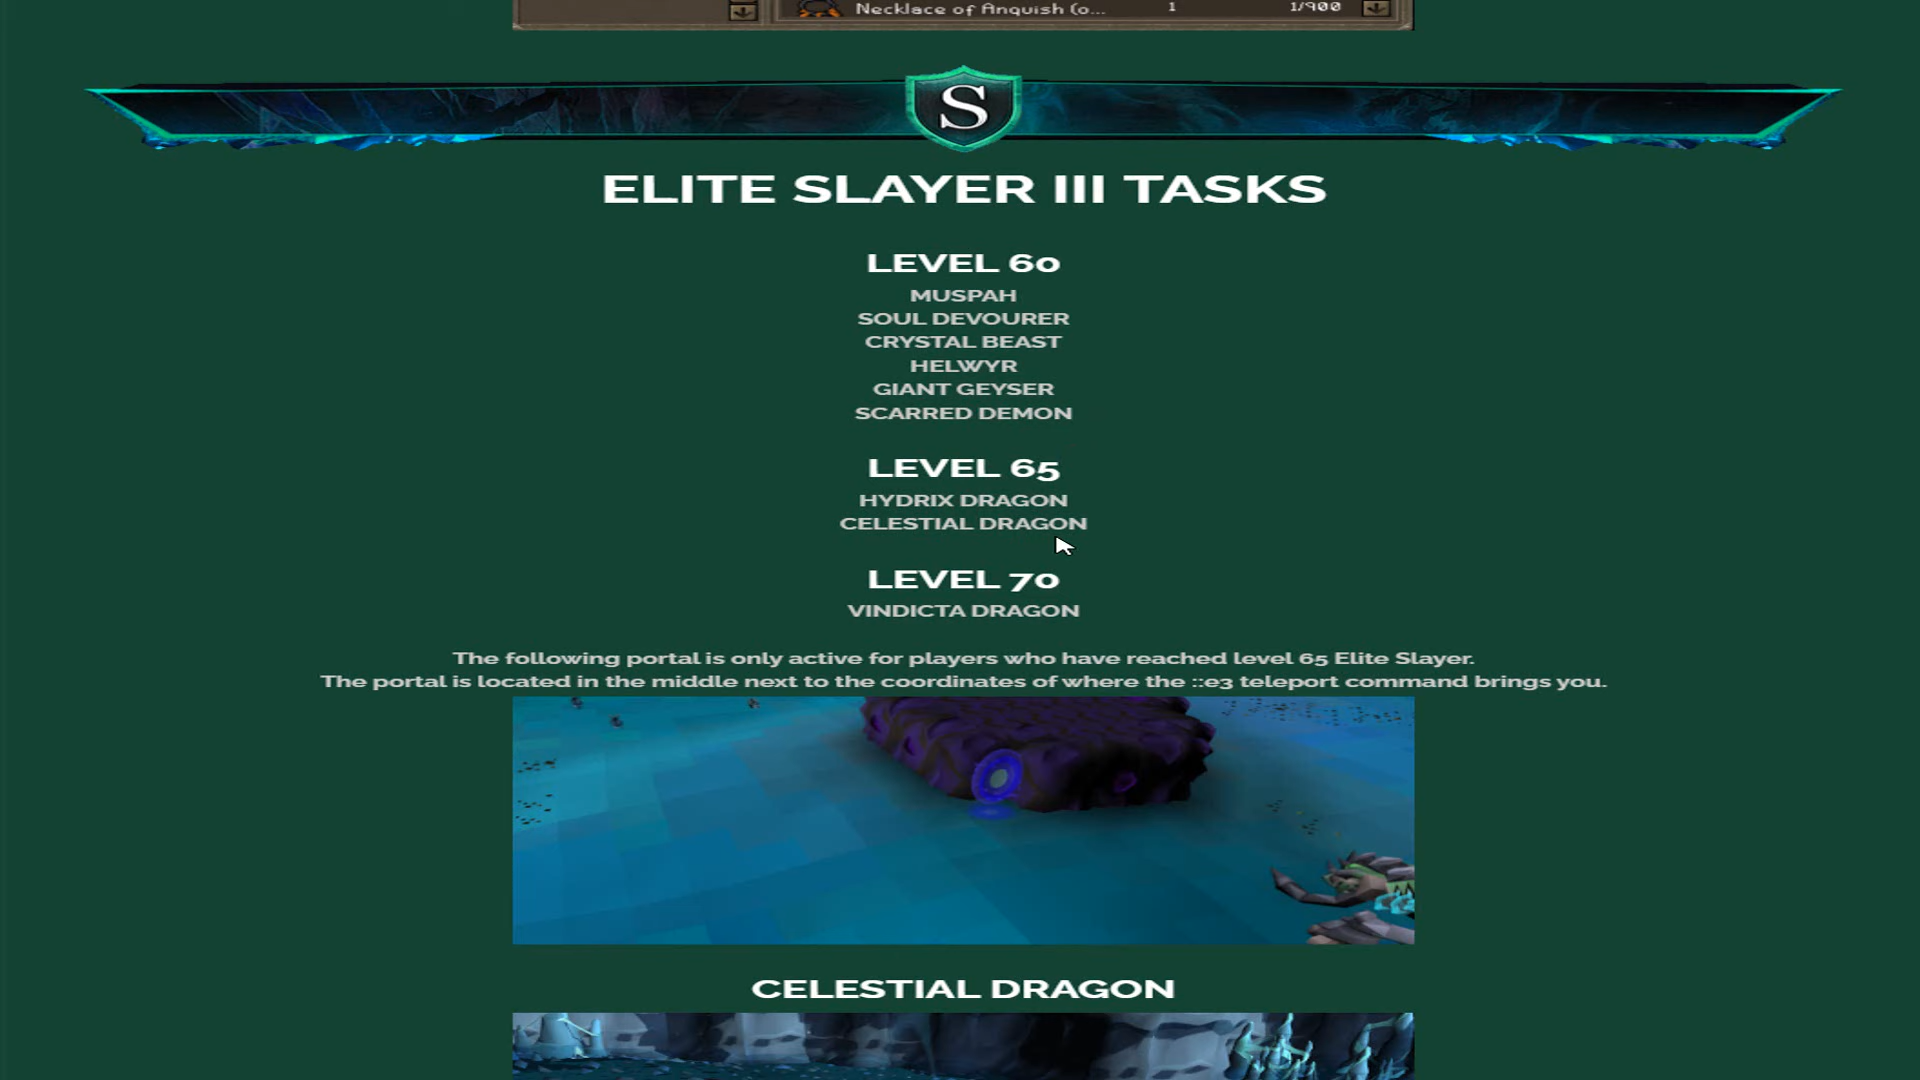 Necklace of Anguish (o... 1 1/900
S
ELITE SLAYER III TASKS
LEVEL 60
MUSPAH
SOUL DEVOURER
CRYSTAL BEAST
HELWYR
GIANT GEYSER
SCARRED DEMON
LEVEL 65
HYDRIX DRAGON
CELESTIAL DRAGON
LEVEL 70
VINDICTA DRAGON
The following portal is only active for players who have reached level 65 Elite Slayer.
The portal is located in the middle next to the coordinates of where the ::e3 teleport command brings you.
CELESTIAL DRAGON